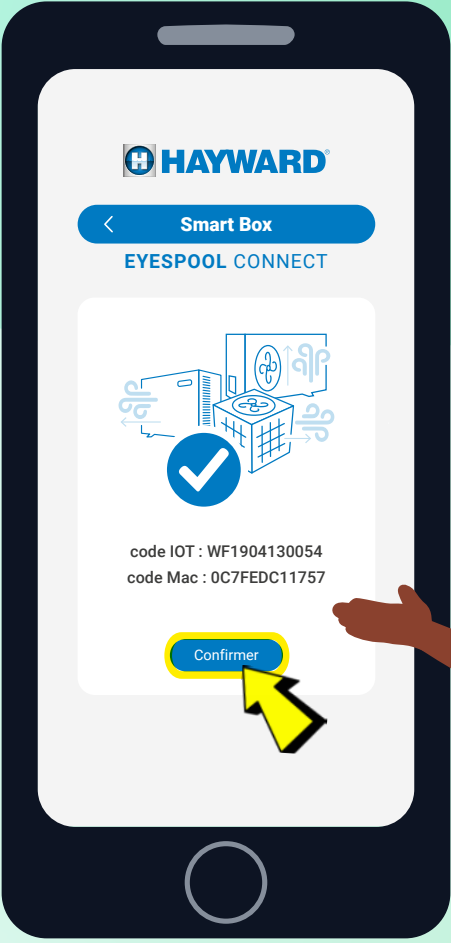 HAYWARD®
Smart Box
EYESPOOL CONNECT
code IOT : WF1904130054
code Mac : 0C7FEDC11757
Confirmer